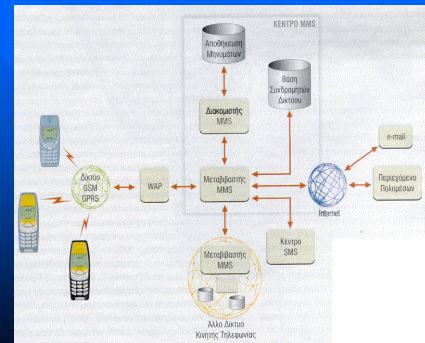 ΚΕΝΤΡΟ MMS
Αποθήκευση
Μηνυμάτων
Βάση
Συνδρομητών
Δικτύου
Διακομιστής
MMS
e-mail
Δίκτυο
GSM
GPRS
WAP
Μεταβιβαστής
MMS
Internet
Περιεχόμενο
Πολυμέσων
Κέντρο
SMS
Μεταβιβαστής
MMS
Άλλο Δίκτυο
Κινητής Τηλεφωνίας